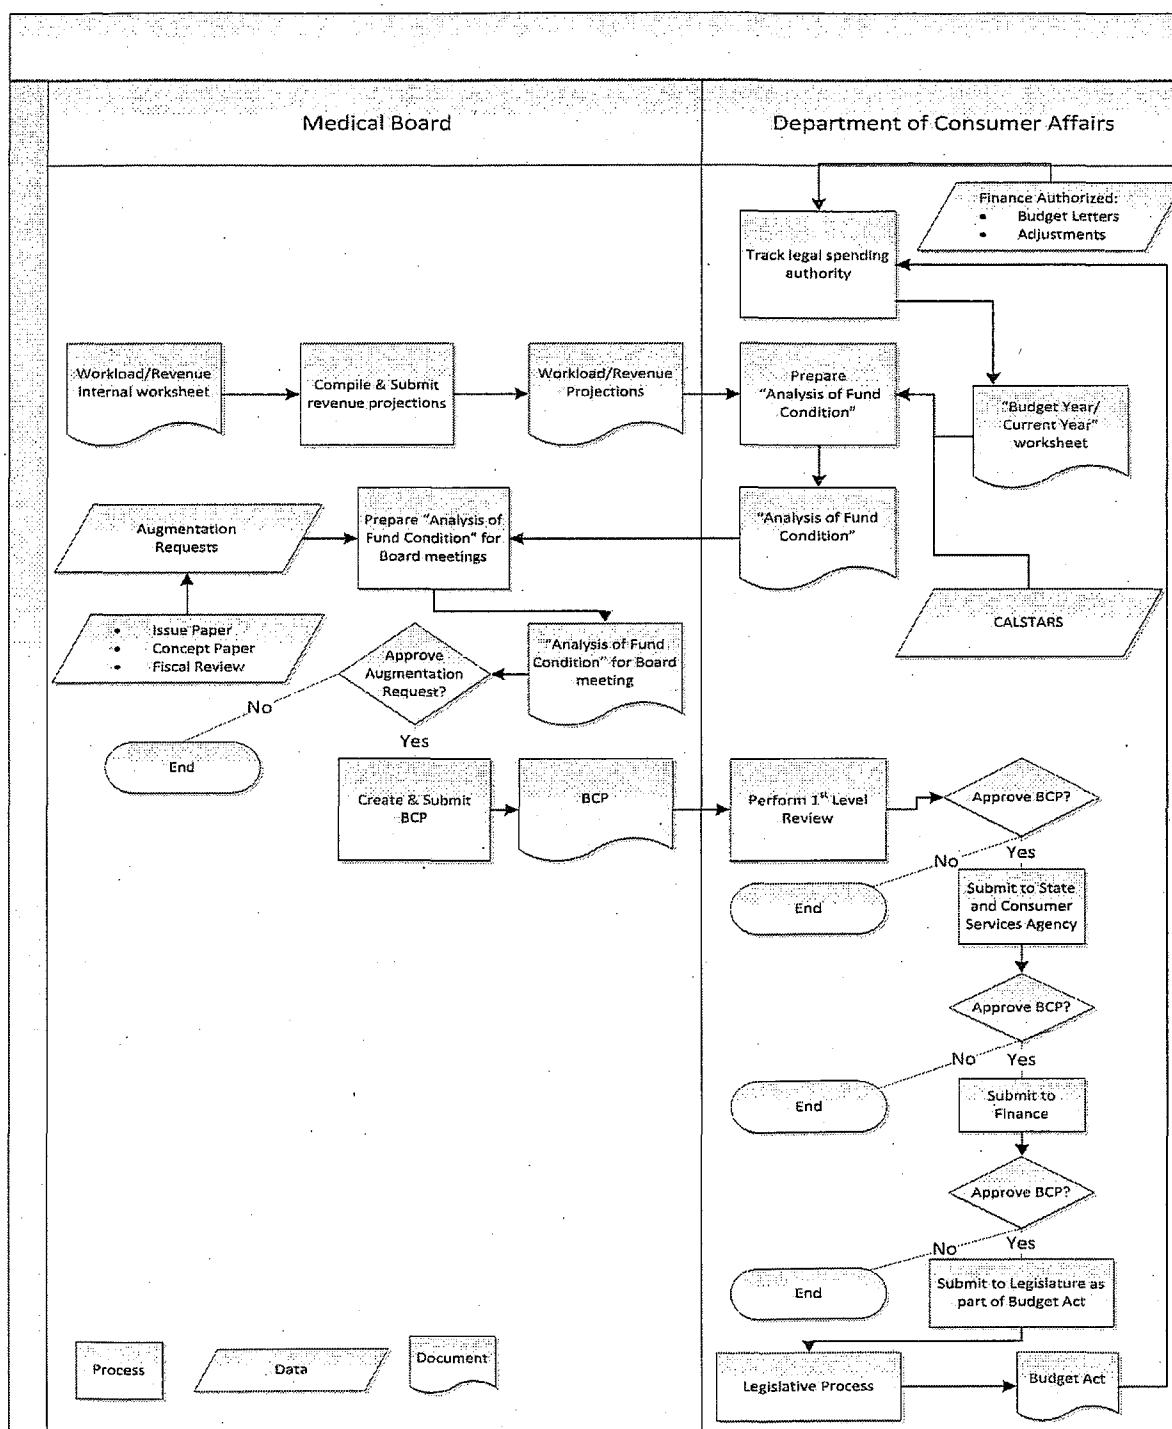 Medical Board
Department of Consumer Affairs
Finance Authorized:
• Budget Letters
• Adjustments
Track legal spending
authority
Workload/Revenue
Internal worksheet
Compile & Submit
revenue projections
Workload/Revenue
Projections
Prepare
"Analysis of Fund
Condition"
"Budget Year/
Current Year"
worksheet
Augmentation
Requests
Prepare "Analysis of
Fund Condition" for
Board meetings
"Analysis of Fund
Condition"
CALSTARS
• Issue Paper
• Concept Paper
• Fiscal Review
Approve
Augmentation
Request?
"Analysis of Fund
Condition" for Board
meeting
No
End
Yes
Create & Submit
BCP
BCP
Perform 1st Level
Review
Approve BCP?
No
Yes
End
Submit to State
and Consumer
Services Agency
Approve BCP?
No
Yes
End
Submit to
Finance
Approve BCP?
No
Yes
End
Submit to Legislature as
part of Budget Act
Process
Data
Document
Legislative Process
Budget Act